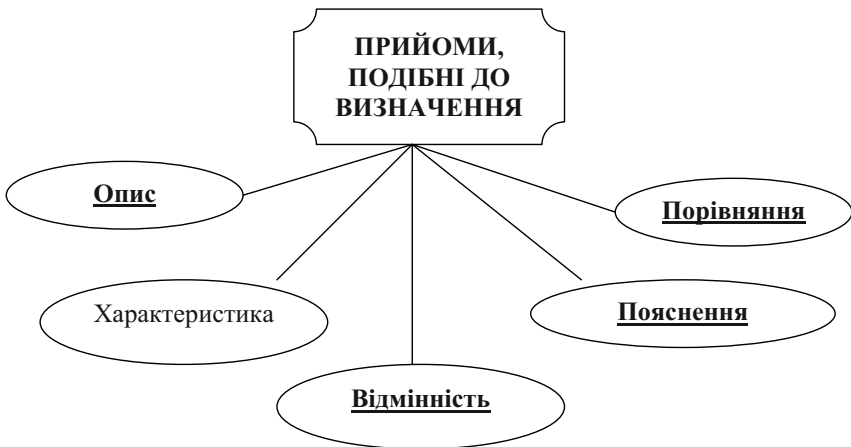 ПРИЙОМИ,
ПОДІБНІ ДО
ВИЗНАЧЕННЯ
Опис
Порівняння
Характеристика
Пояснення
Відмінність